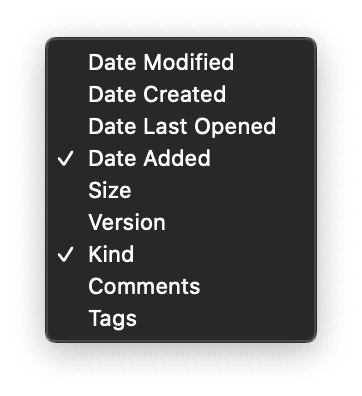 Date Modified
Date Created
Date Last Opened
✓ Date Added
Size
Version
✓ Kind
Comments
Tags